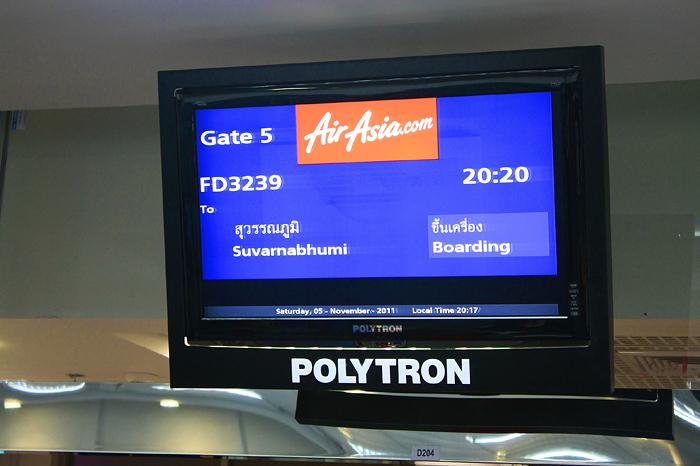 Gate 5
AirAsia.com
FD3239
20:20
To
สุวรรณภูมิ
ขึ้นเครื่อง
Suvarnabhumi
Boarding
Saturday, 05 - November - 2011 Local Time 20:17
POLYTRON
POLYTRON
D204